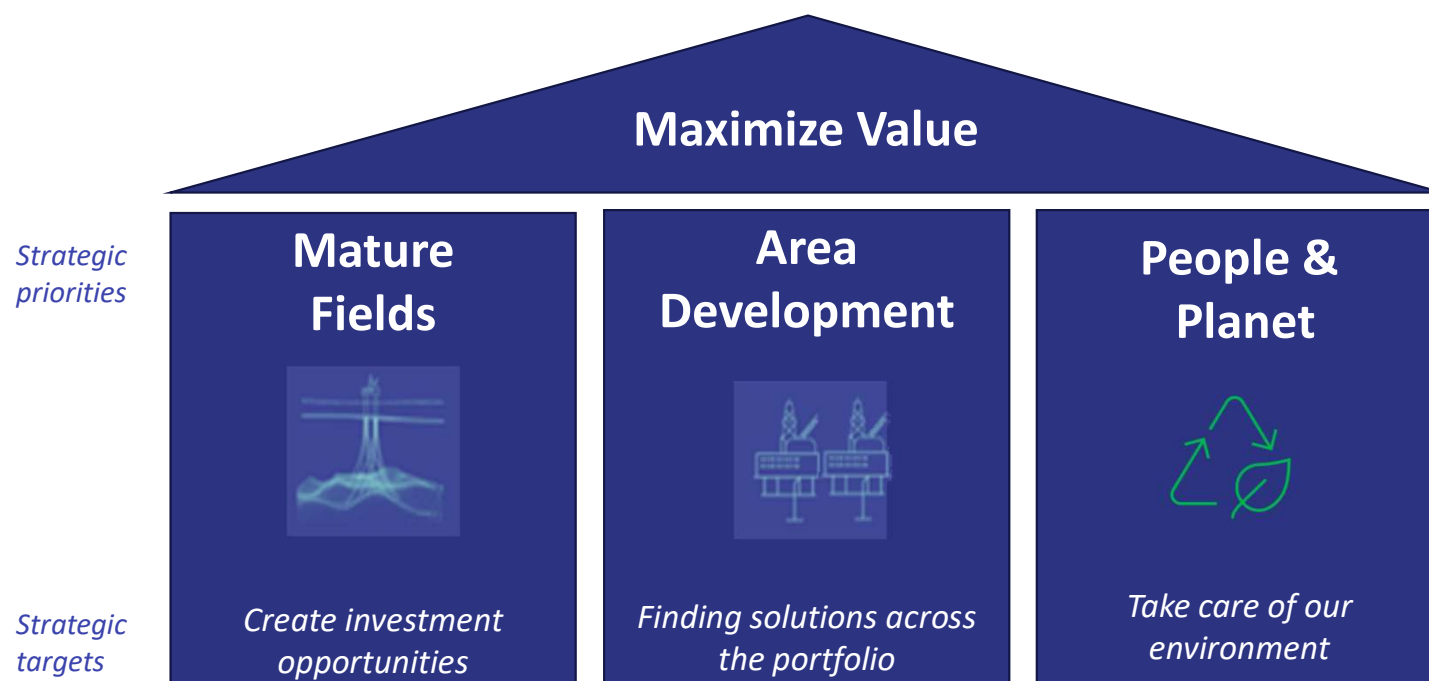 Maximize Value
Strategic
priorities
Mature
Fields
Area
Development
People &
Planet
Strategic
targets
Create investment
opportunities
Finding solutions across
the portfolio
Take care of our
environment